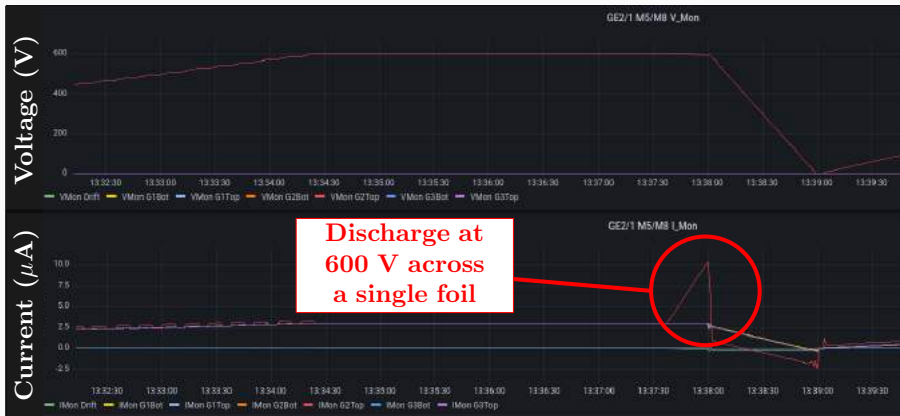 GE2/1 M5/M8 V_Mon
Voltage (V)
600
400
200
0
13:32:30 13:33:00 13:33:30 13:34:00 13:34:30 13:35:00 13:35:30 13:36:00 13:36:30 13:37:00 13:37:30 13:38:00 13:38:30 13:39:00 13:39:30
VMon Drift VMon G1Bot VMon G1Top VMon G2Bot VMon G2Top VMon G3Bot VMon G3Top
GE2/1 M5/M8 I_Mon
Current (μA)
10.0
7.5
5.0
2.5
0.0
-2.5
Discharge at
600 V across
a single foil
13:32:30 13:33:00 13:33:30 13:34:00 13:34:30 13:35:00 13:35:30 13:36:00 13:36:30 13:37:00 13:37:30 13:38:00 13:38:30 13:39:00 13:39:30
IMon Drift IMon G1Bot IMon G1Top IMon G2Bot IMon G2Top IMon G3Bot IMon G3Top